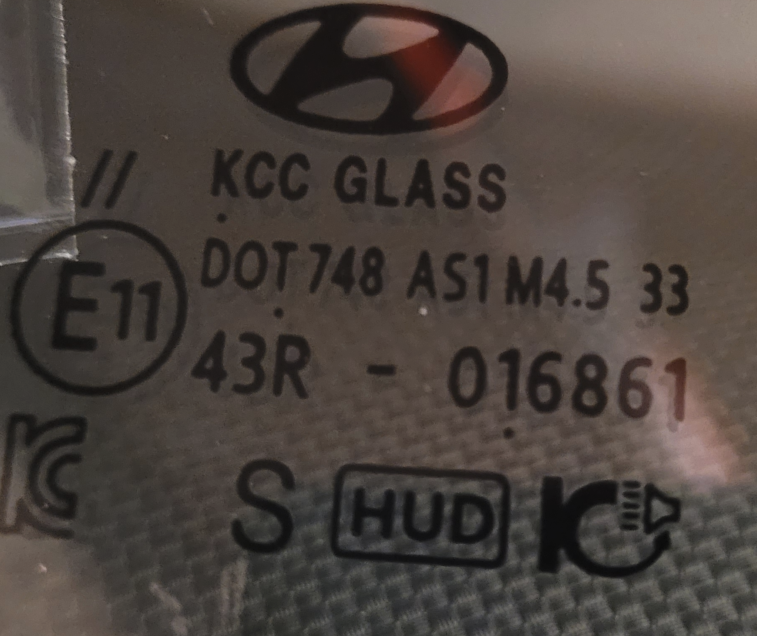 // KCC GLASS
E11 DOT 748 AS1 M4.5 33
43R - 016861
S HUD